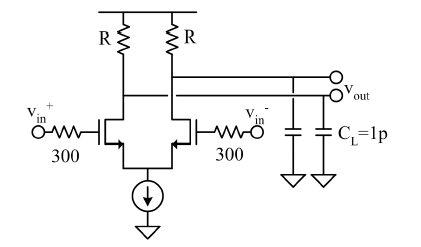 R
R
v_out
v_in^+
v_in^-
300
300
C_L=1p